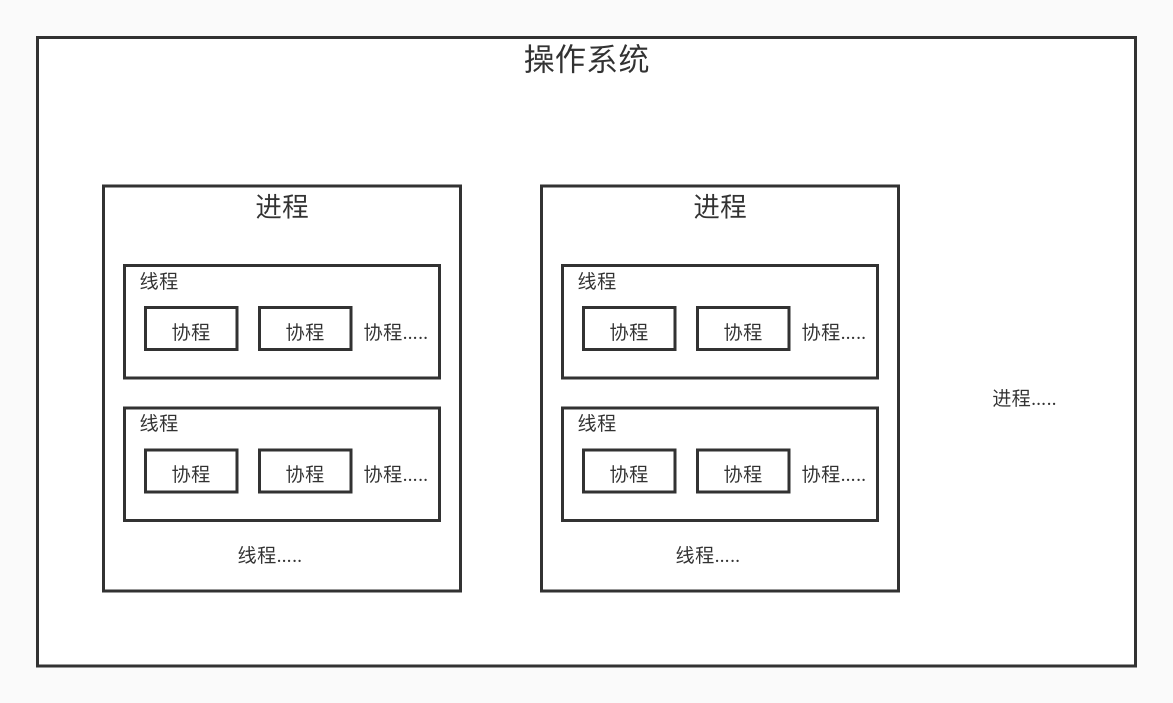 操作系统
进程
线程
协程
协程
协程.....
线程
协程
协程
协程.....
线程.....
进程
线程
协程
协程
协程.....
线程
协程
协程
协程.....
线程.....
进程.....